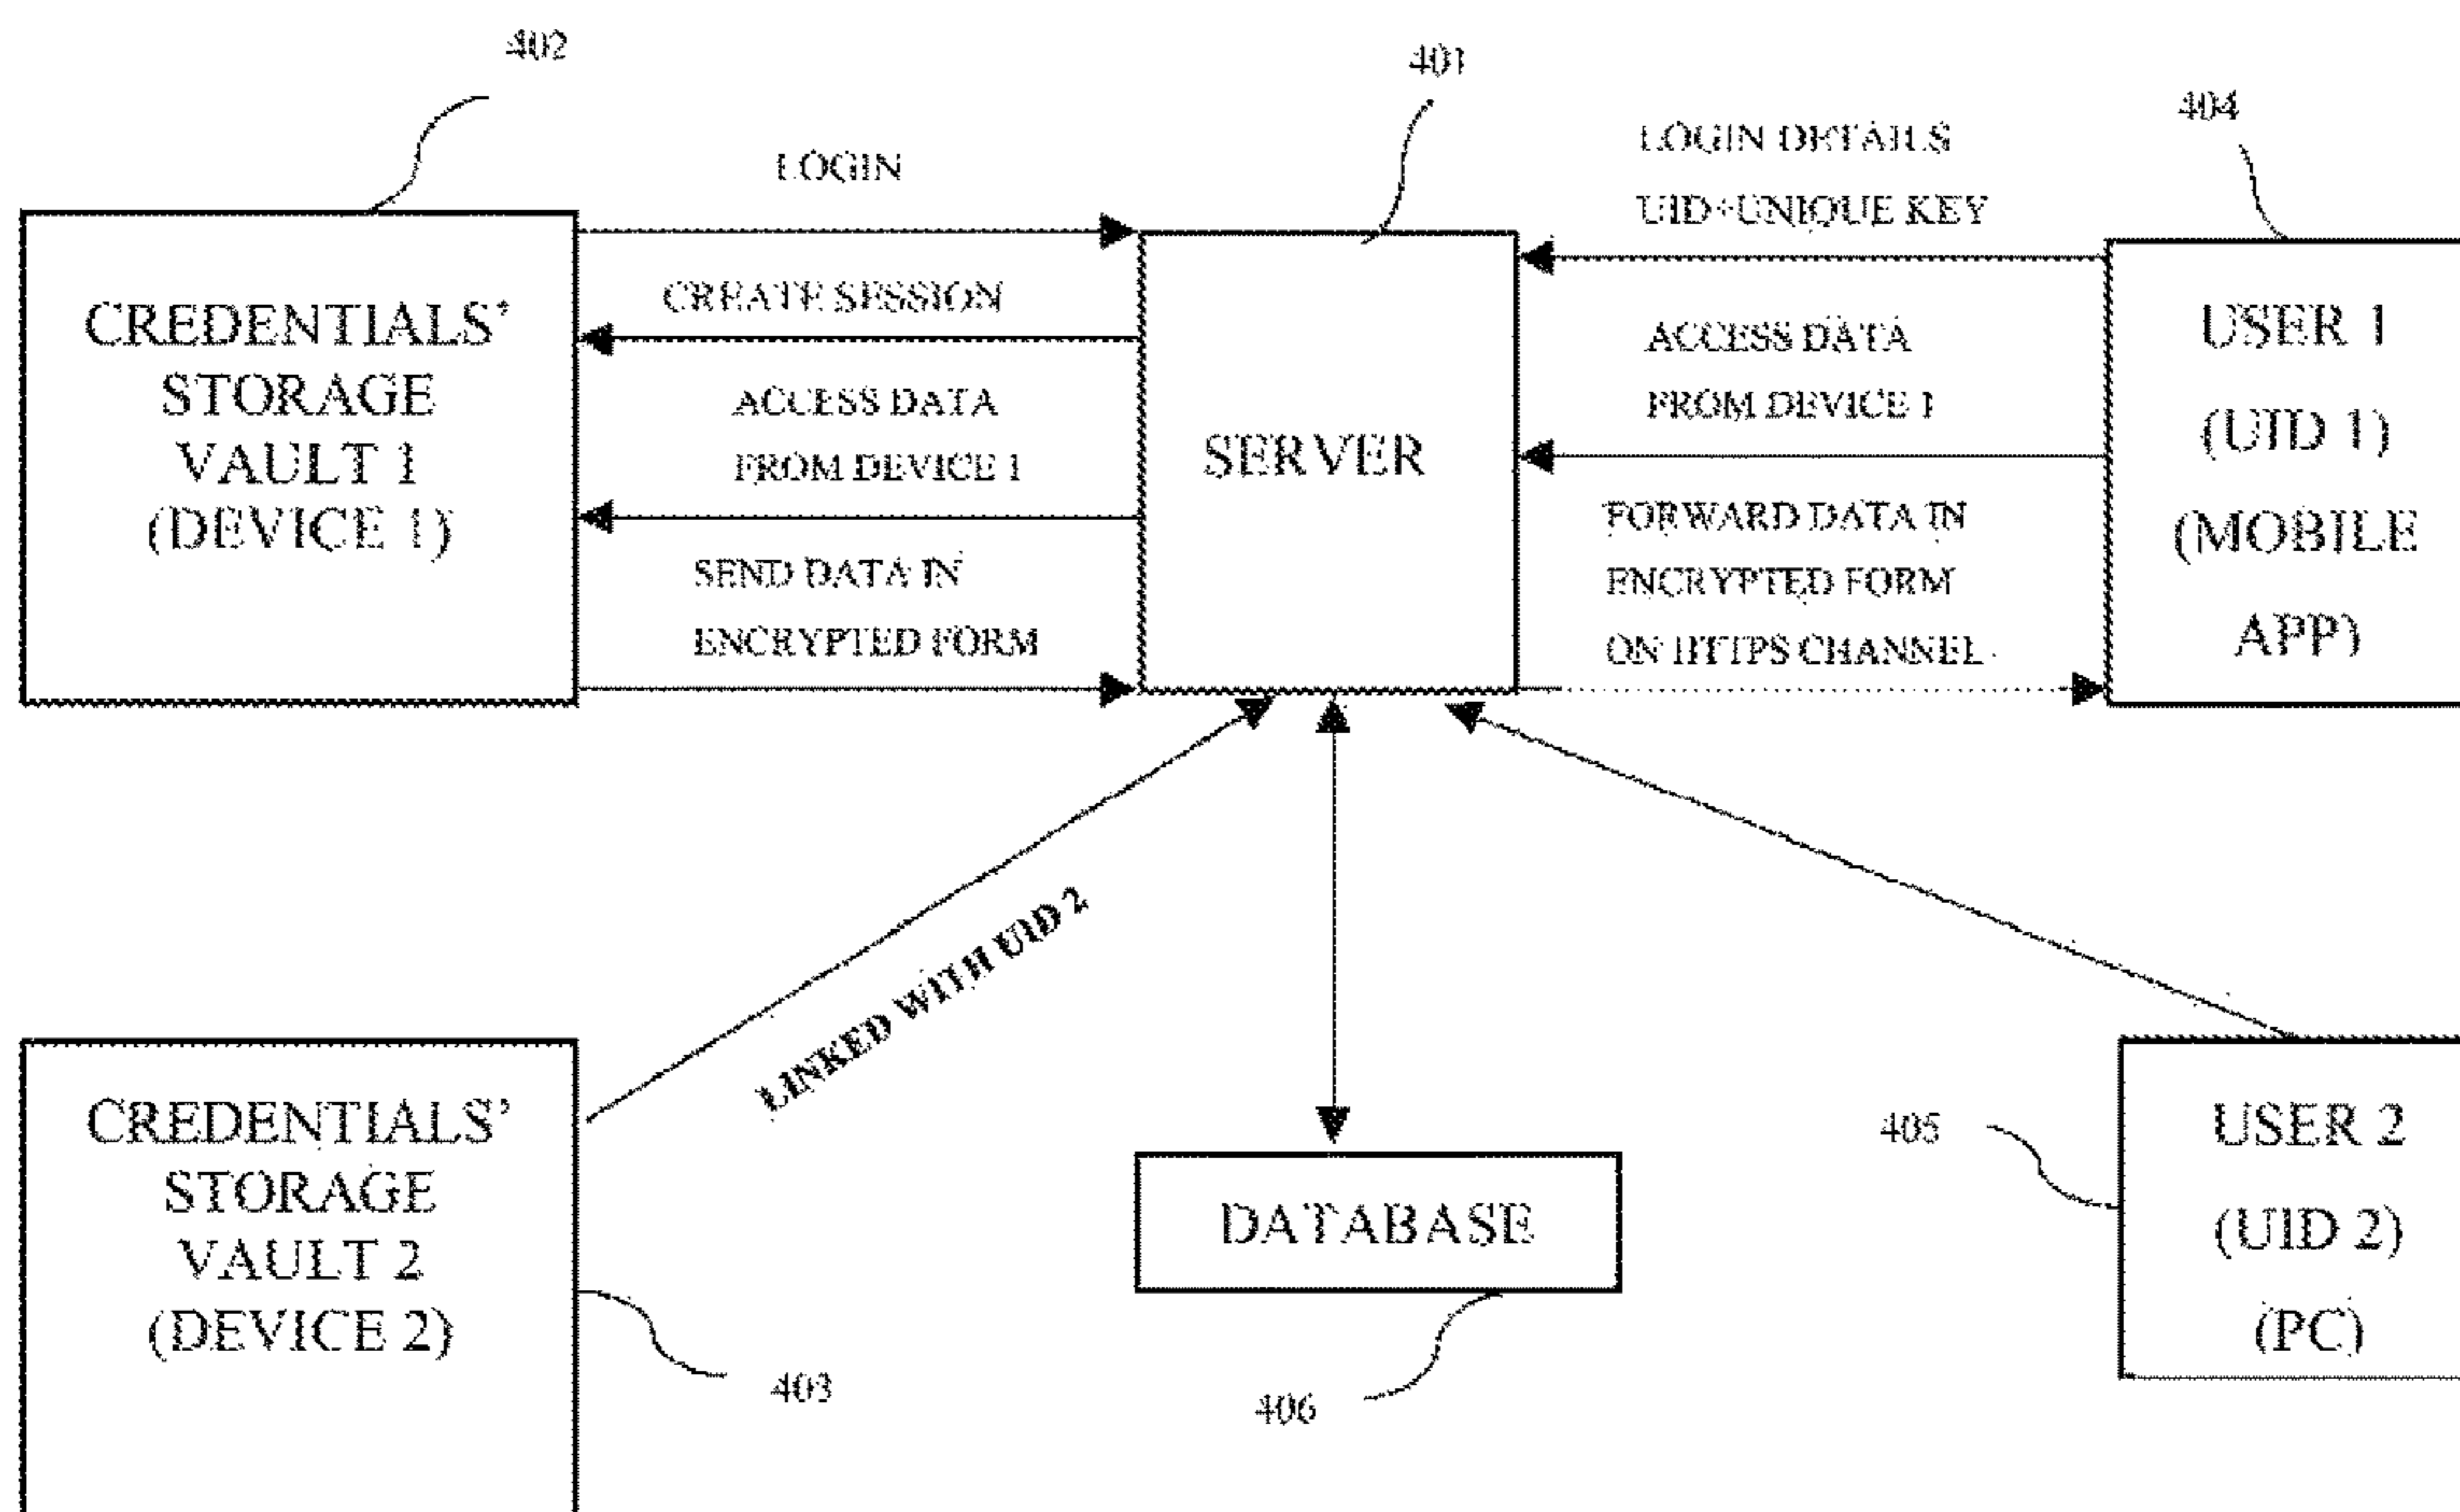 402
401
404
LOGIN
LOGIN DETAILS
UID+UNIQUE KEY
CREDENTIALS'
STORAGE
VAULT 1
(DEVICE 1)
CREATE SESSION
ACCESS DATA
FROM DEVICE 1
SEND DATA IN
ENCRYPTED FORM
SERVER
ACCESS DATA
FROM DEVICE 1
FORWARD DATA IN
ENCRYPTED FORM
ON HTTPS CHANNEL
USER 1
(UID 1)
(MOBILE
APP)
LINKED WITH UID 2
CREDENTIALS'
STORAGE
VAULT 2
(DEVICE 2)
403
DATABASE
406
405
USER 2
(UID 2)
(PC)